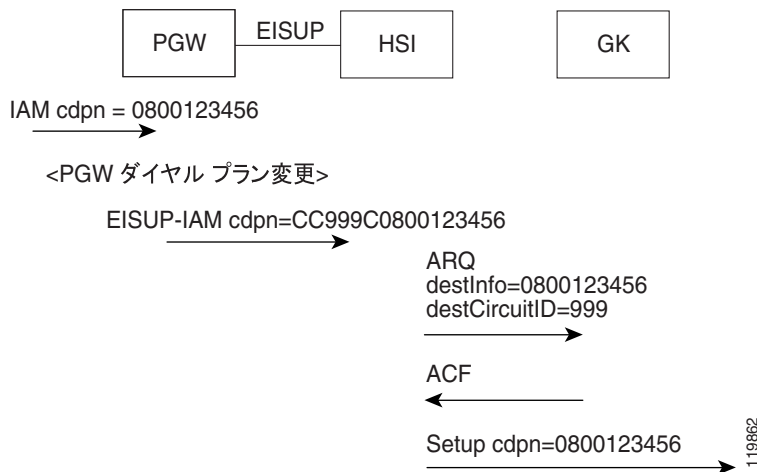 PGW
EISUP
HSI
GK
IAM cdpn = 0800123456
<PGW ダイヤル プラン変更>
EISUP-IAM cdpn=CC999C0800123456
ARQ
destInfo=0800123456
destCircuitID=999
ACF
Setup cdpn=0800123456
119862